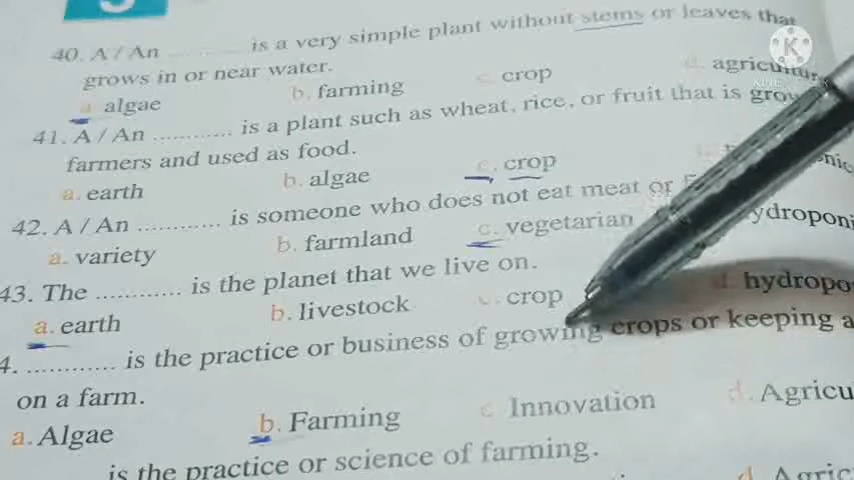 40. A / An ............ is a very simple plant without stems or leaves that
grows in or near water.
a. algae b. farming c. crop d. agricultur
41. A / An ............ is a plant such as wheat, rice, or fruit that is grow
farmers and used as food.
a. earth b. algae c. crop
42. A / An ............ is someone who does not eat meat or
a. variety b. farmland c. vegetarian ydroponi
43. The ............ is the planet that we live on.
a. earth b. livestock c. crop d. hydropo
4. ............ is the practice or business of growing crops or keeping a
on a farm.
a. Algae b. Farming c Innovation d. Agricu
is the practice or science of farming.
d Agric